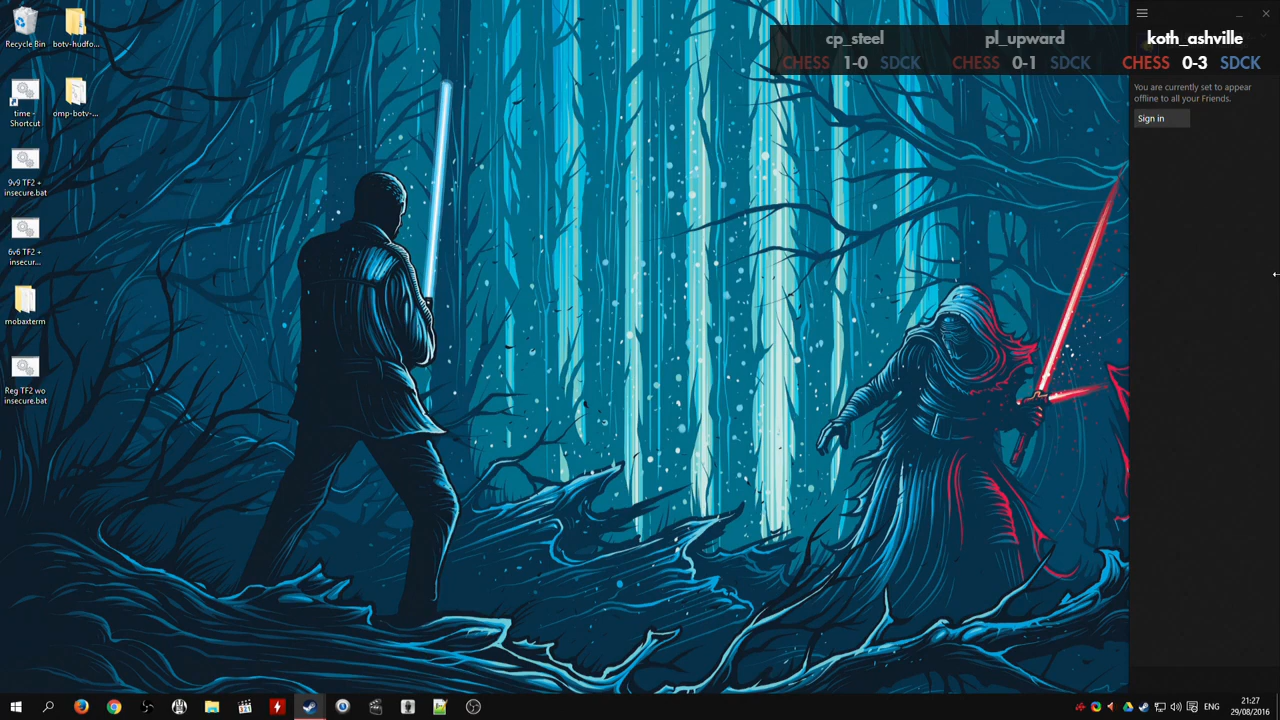 Recycle Bin
botv-hudfo...
time -
Shortcut
omp-botv-...
9v9 TF2 +
insecure.bat
6v6 TF2 +
insecur...
mobaxterm
Reg TF2 wo
insecure.bat
cp_steel
CHESS 1-0 SDCK
pl_upward
CHESS 0-1 SDCK
koth_ashville
CHESS 0-3 SDCK
You are currently set to appear
offline to all your Friends.
Sign in
ENG
21:27
29/08/2016